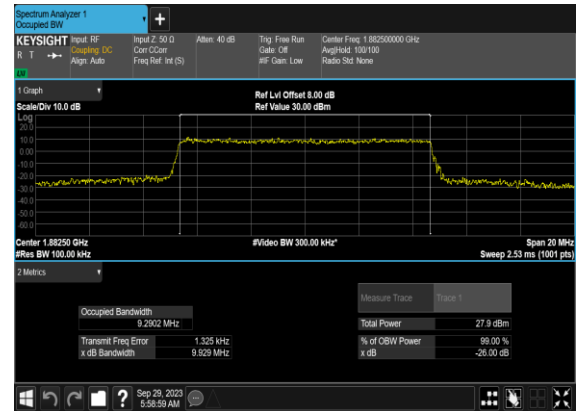 Spectrum Analyzer 1
Occupied BW
+
KEYSIGHT Input: RF Input Z: 50 Ω Atten: 40 dB Trig: Free Run Center Freq: 1.882500000 GHz
R T Coupling: DC Corr CCorr Gate: Off Avg|Hold: 100/100
Align: Auto Freq Ref: Int (S) #IF Gain: Low Radio Std: None
1 Graph
Ref Lvl Offset 8.00 dB
Scale/Div 10.0 dB Ref Value 30.00 dBm
Log
20.0
10.0
0.00
-10.0
-20.0
-30.0
-40.0
-50.0
-60.0
Center 1.88250 GHz #Video BW 300.00 kHz* Span 20 MHz
#Res BW 100.00 kHz Sweep 2.53 ms (1001 pts)
2 Metrics
Measure Trace Trace 1
Occupied Bandwidth
9.2902 MHz Total Power 27.9 dBm
Transmit Freq Error 1.325 kHz % of OBW Power 99.00 %
x dB Bandwidth 9.929 MHz x dB -26.00 dB
?
Sep 29, 2023
5:58:59 AM